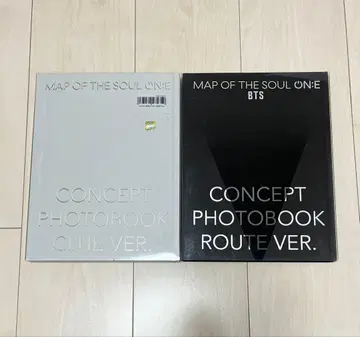 MAP OF THE SOUL ON:E
CONCEPT
PHOTOBOOK
CLUE VER.
MAP OF THE SOUL ON:E
BTS
CONCEPT
PHOTOBOOK
ROUTE VER.